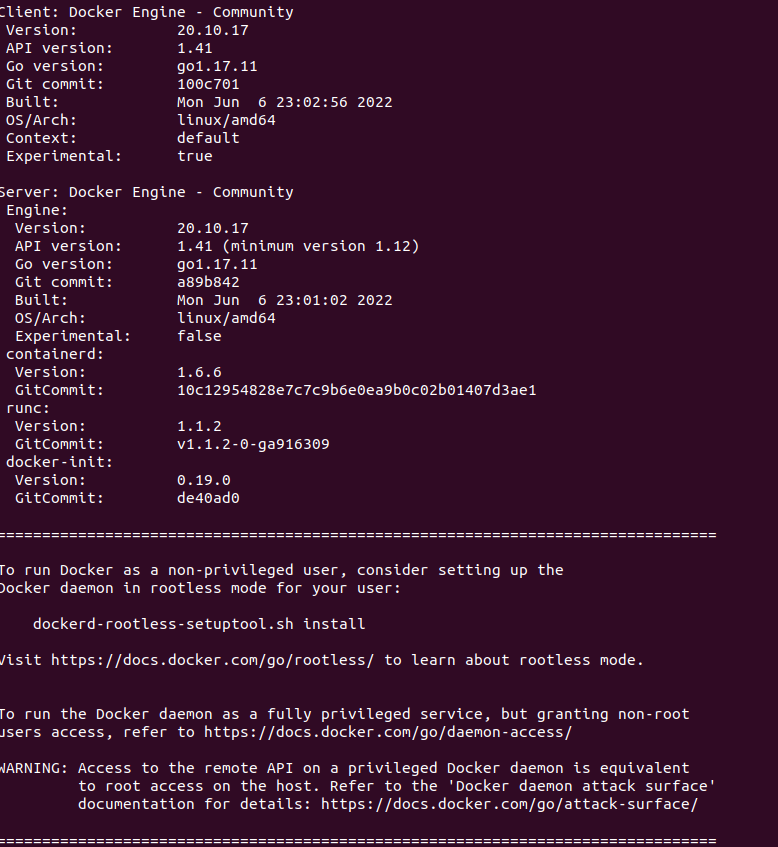 Client: Docker Engine - Community
 Version:           20.10.17
 API version:       1.41
 Go version:        go1.17.11
 Git commit:        100c701
 Built:             Mon Jun  6 23:02:56 2022
 OS/Arch:           linux/amd64
 Context:           default
 Experimental:      true

Server: Docker Engine - Community
 Engine:
  Version:          20.10.17
  API version:      1.41 (minimum version 1.12)
  Go version:       go1.17.11
  Git commit:       a89b842
  Built:            Mon Jun  6 23:01:02 2022
  OS/Arch:          linux/amd64
  Experimental:     false
 containerd:
  Version:          1.6.6
  GitCommit:        10c12954828e7c7c9b6e0ea9b0c02b01407d3ae1
 runc:
  Version:          1.1.2
  GitCommit:        v1.1.2-0-ga916309
 docker-init:
  Version:          0.19.0
  GitCommit:        de40ad0

================================================================================

To run Docker as a non-privileged user, consider setting up the
Docker daemon in rootless mode for your user:

    dockerd-rootless-setuptool.sh install

Visit https://docs.docker.com/go/rootless/ to learn about rootless mode.


To run the Docker daemon as a fully privileged service, but granting non-root
users access, refer to https://docs.docker.com/go/daemon-access/

WARNING: Access to the remote API on a privileged Docker daemon is equivalent
         to root access on the host. Refer to the 'Docker daemon attack surface'
         documentation for details: https://docs.docker.com/go/attack-surface/

================================================================================